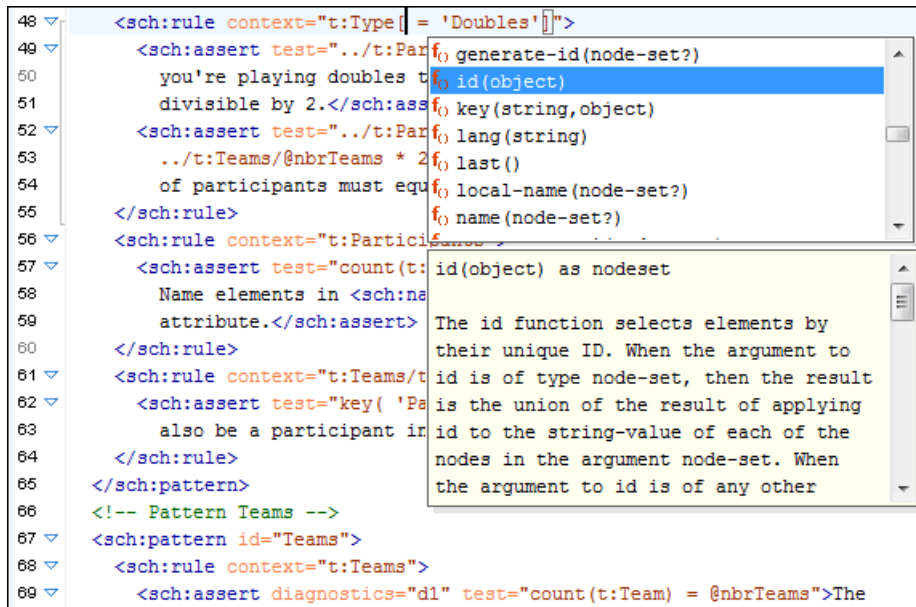 48 <sch:rule context="t:Type[ = 'Doubles']">
49 <sch:assert test="../t:Par
50 you're playing doubles t
51 divisible by 2.</sch:ass
52 <sch:assert test="../t:Par
53 ../t:Teams/@nbrTeams * 2
54 of participants must equ
55 </sch:rule>
56 <sch:rule context="t:Participants">
57 <sch:assert test="count(t:
58 Name elements in <sch:na
59 attribute.</sch:assert>
60 </sch:rule>
61 <sch:rule context="t:Teams/t
62 <sch:assert test="key( 'Pa
63 also be a participant in
64 </sch:rule>
65 </sch:pattern>
66 <!-- Pattern Teams -->
67 <sch:pattern id="Teams">
68 <sch:rule context="t:Teams">
69 <sch:assert diagnostics="d1" test="count(t:Team) = @nbrTeams">The
f() generate-id(node-set?)
f() id(object)
f() key(string,object)
f() lang(string)
f() last()
f() local-name(node-set?)
f() name(node-set?)
id(object) as nodeset
The id function selects elements by
their unique ID. When the argument to
id is of type node-set, then the result
is the union of the result of applying
id to the string-value of each of the
nodes in the argument node-set. When
the argument to id is of any other